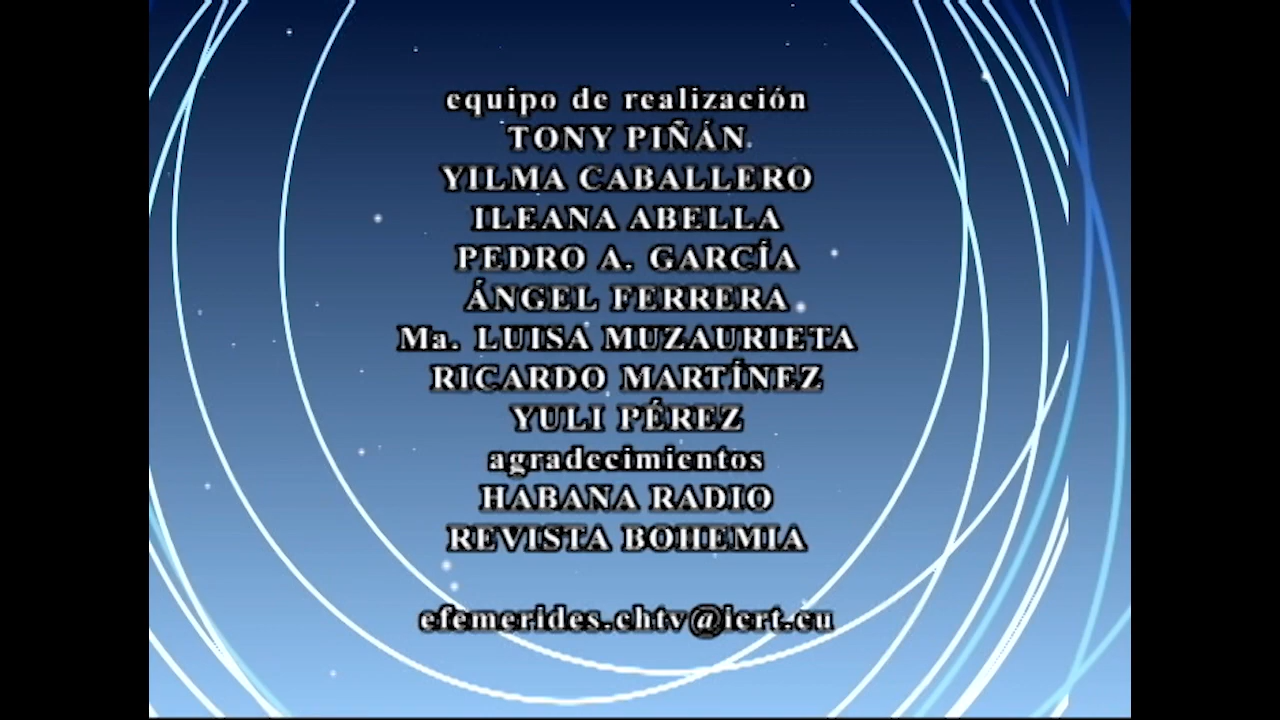 equipo de realización
TONY PIÑÁN
YILMA CABALLERO
ILEANA ABELLA
PEDRO A. GARCÍA
ÁNGEL FERRERA
Ma. LUISA MUZAURIETA
RICARDO MARTÍNEZ
YULI PÉREZ
agradecimientos
HABANA RADIO
REVISTA BOHEMIA
efemerides.chtv@icrt.cu